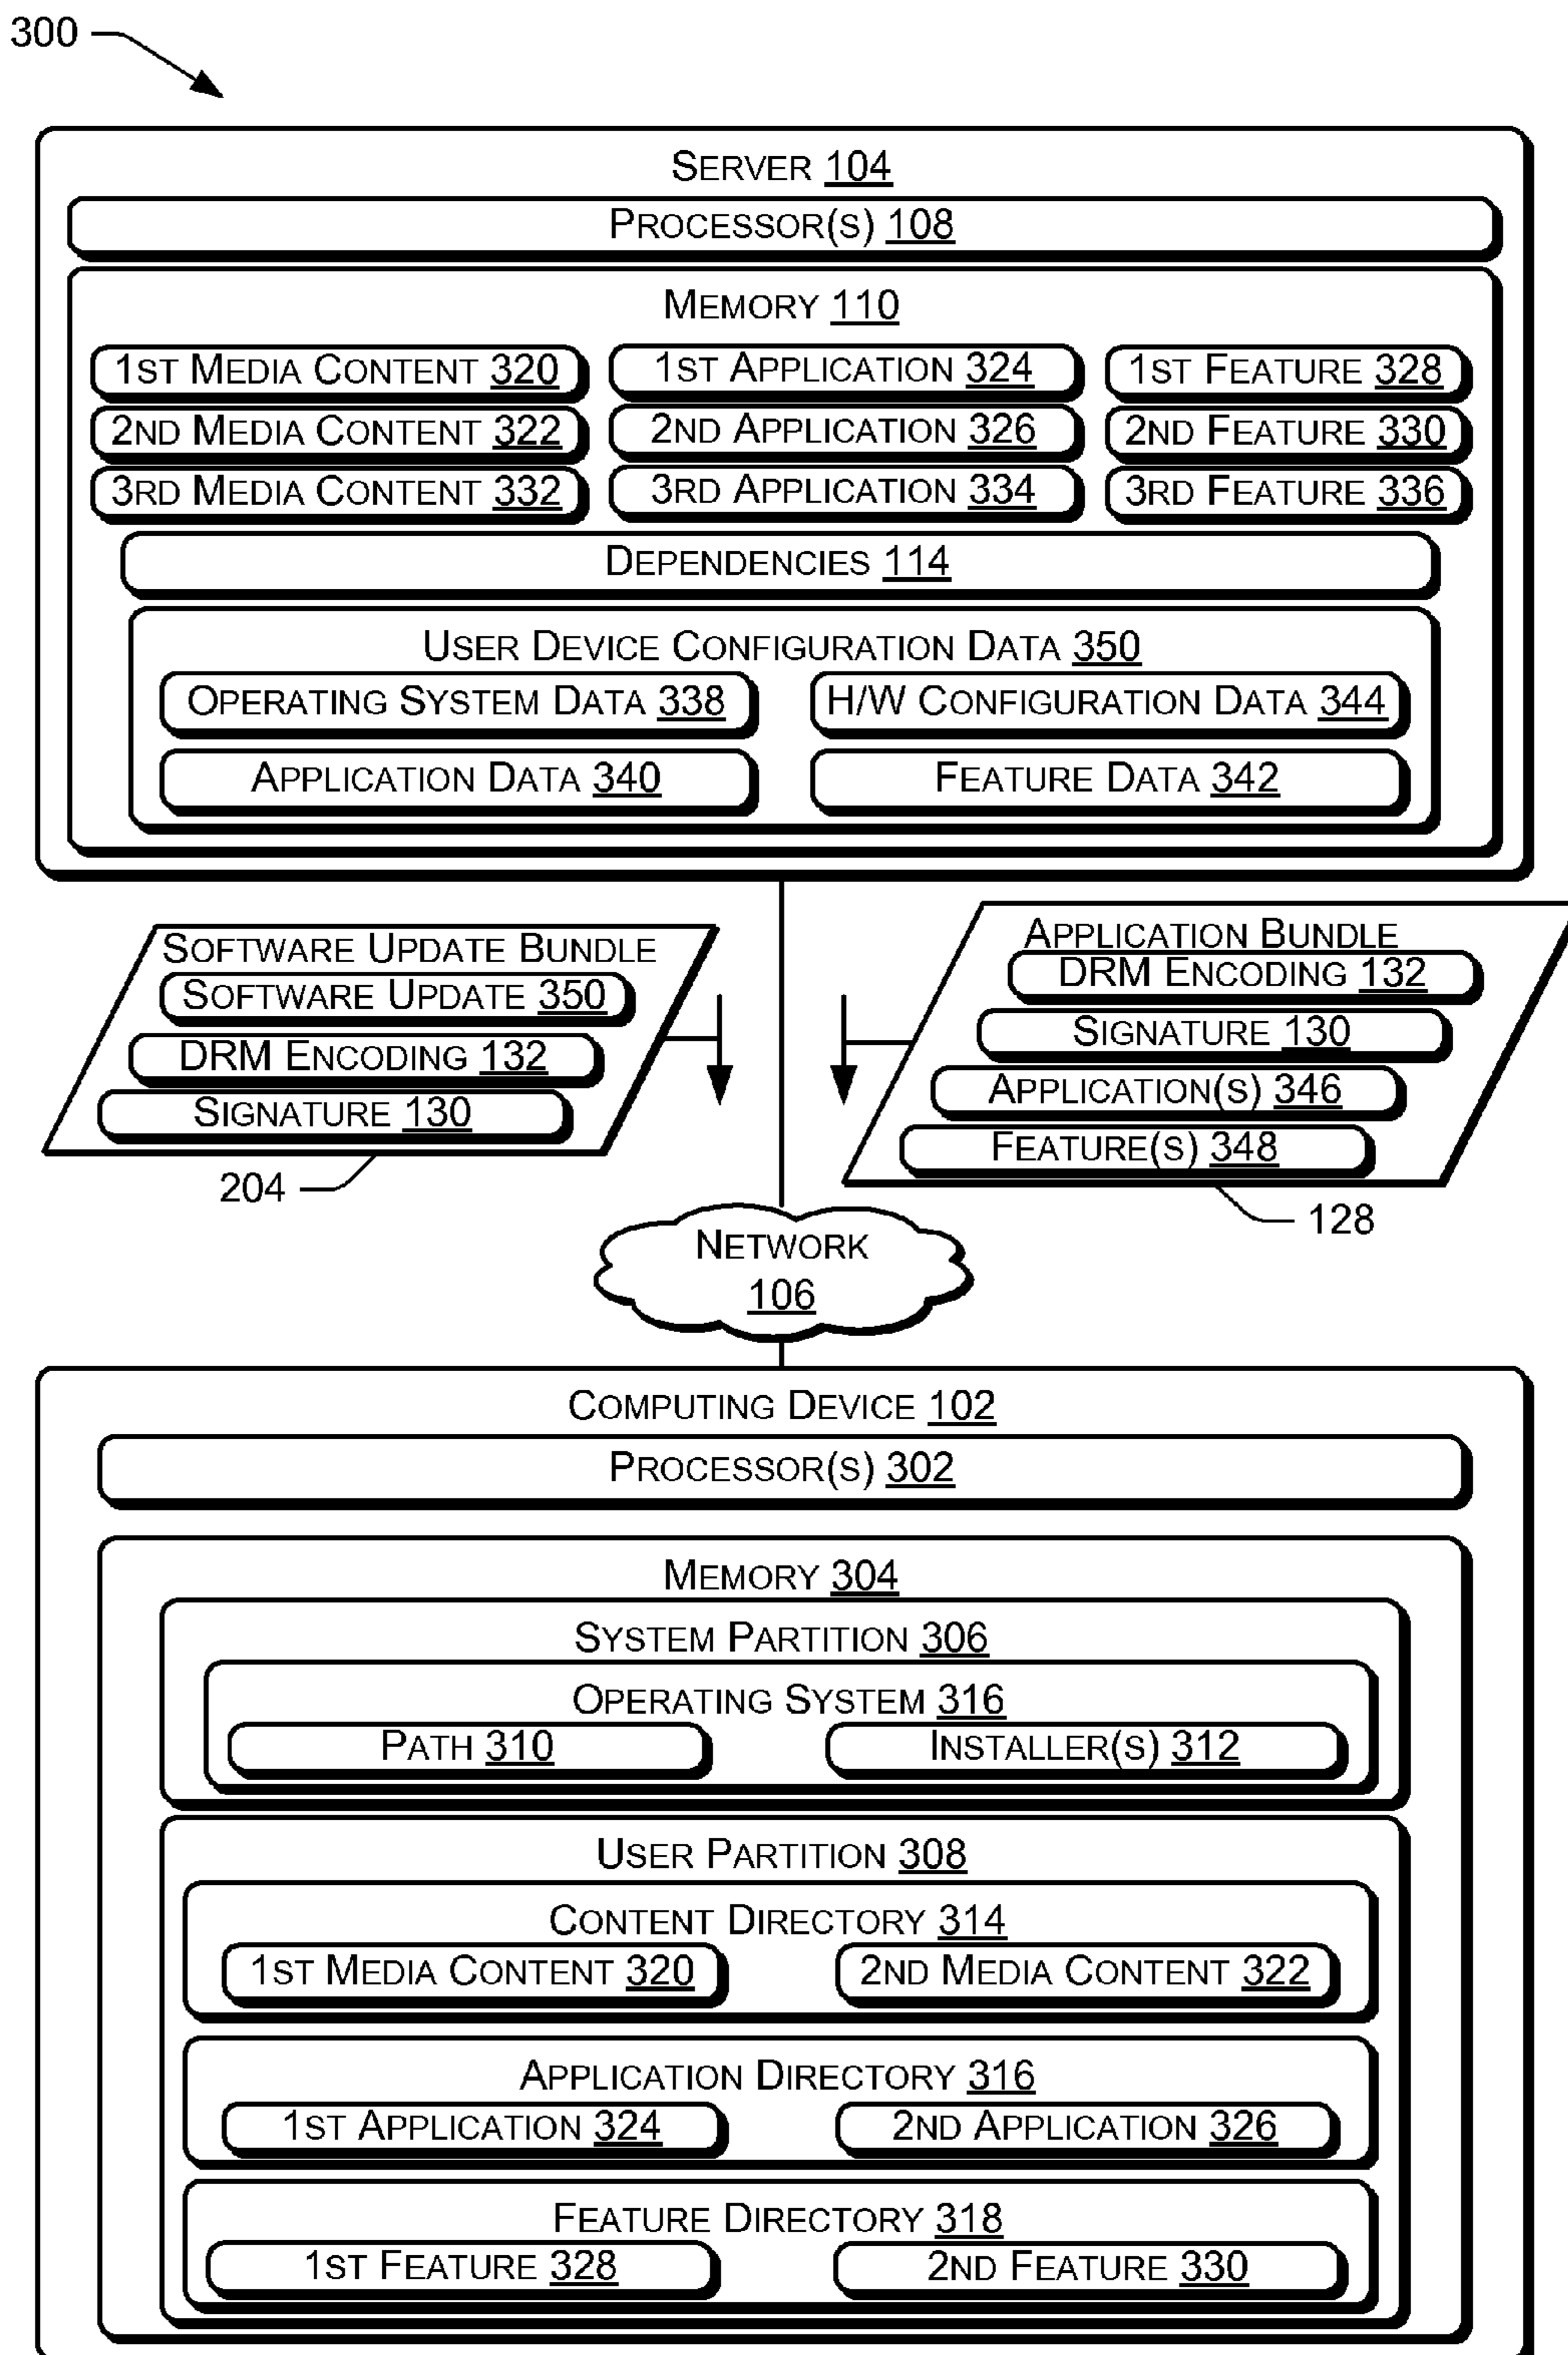 300
SERVER 104
PROCESSOR(S) 108
MEMORY 110
1ST MEDIA CONTENT 320
1ST APPLICATION 324
1ST FEATURE 328
2ND MEDIA CONTENT 322
2ND APPLICATION 326
2ND FEATURE 330
3RD MEDIA CONTENT 332
3RD APPLICATION 334
3RD FEATURE 336
DEPENDENCIES 114
USER DEVICE CONFIGURATION DATA 350
OPERATING SYSTEM DATA 338
H/W CONFIGURATION DATA 344
APPLICATION DATA 340
FEATURE DATA 342
SOFTWARE UPDATE BUNDLE
SOFTWARE UPDATE 350
DRM ENCODING 132
SIGNATURE 130
204
APPLICATION BUNDLE
DRM ENCODING 132
SIGNATURE 130
APPLICATION(S) 346
FEATURE(S) 348
128
NETWORK
106
COMPUTING DEVICE 102
PROCESSOR(S) 302
MEMORY 304
SYSTEM PARTITION 306
OPERATING SYSTEM 316
PATH 310
INSTALLER(S) 312
USER PARTITION 308
CONTENT DIRECTORY 314
1ST MEDIA CONTENT 320
2ND MEDIA CONTENT 322
APPLICATION DIRECTORY 316
1ST APPLICATION 324
2ND APPLICATION 326
FEATURE DIRECTORY 318
1ST FEATURE 328
2ND FEATURE 330